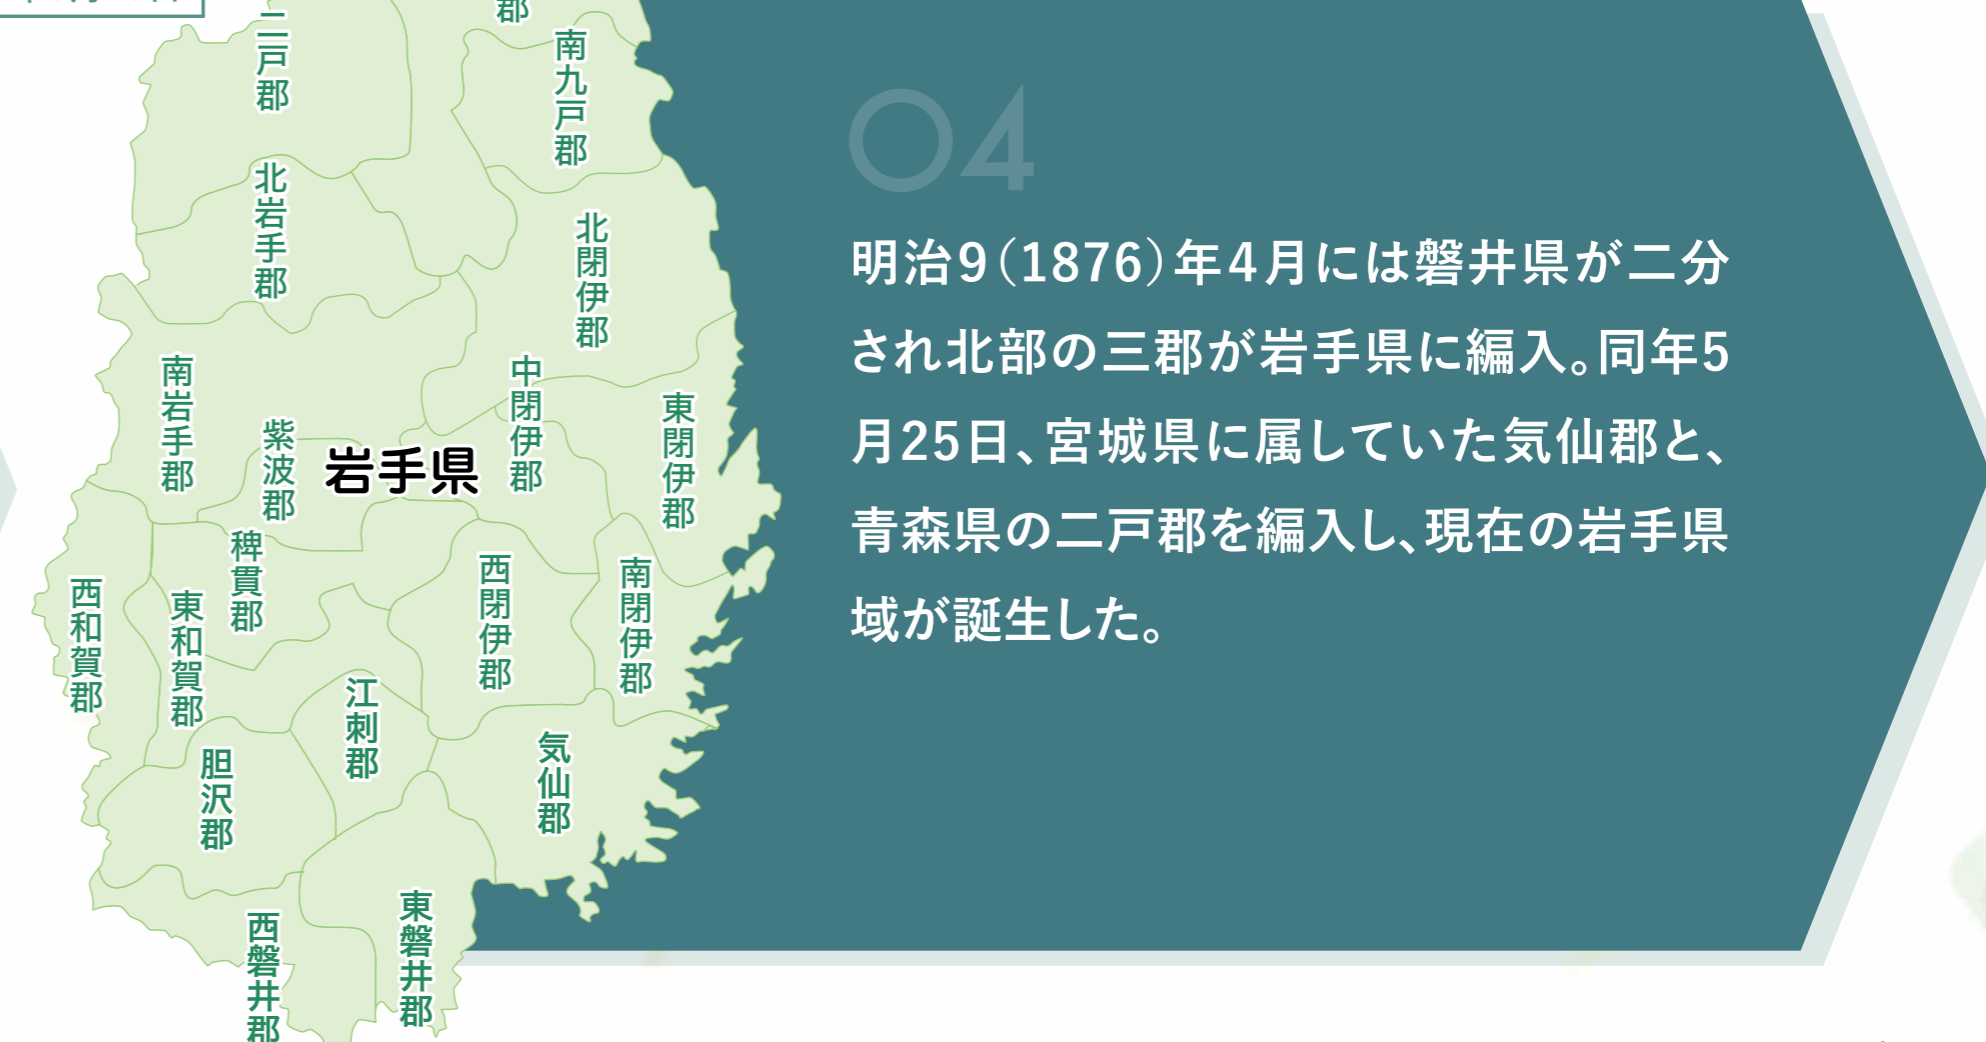 二戸郡
郡
南九戸郡
北岩手郡
北閉伊郡
南岩手郡
紫波郡
岩手県
中閉伊郡
東閉伊郡
稗貫郡
西和賀郡
東和賀郡
西閉伊郡
南閉伊郡
江刺郡
胆沢郡
気仙郡
西磐井郡
東磐井郡
04
明治9（1876）年4月には磐井県が二分
され北部の三郡が岩手県に編入。同年5
月25日、宮城県に属していた気仙郡と、
青森県の二戸郡を編入し、現在の岩手県
域が誕生した。